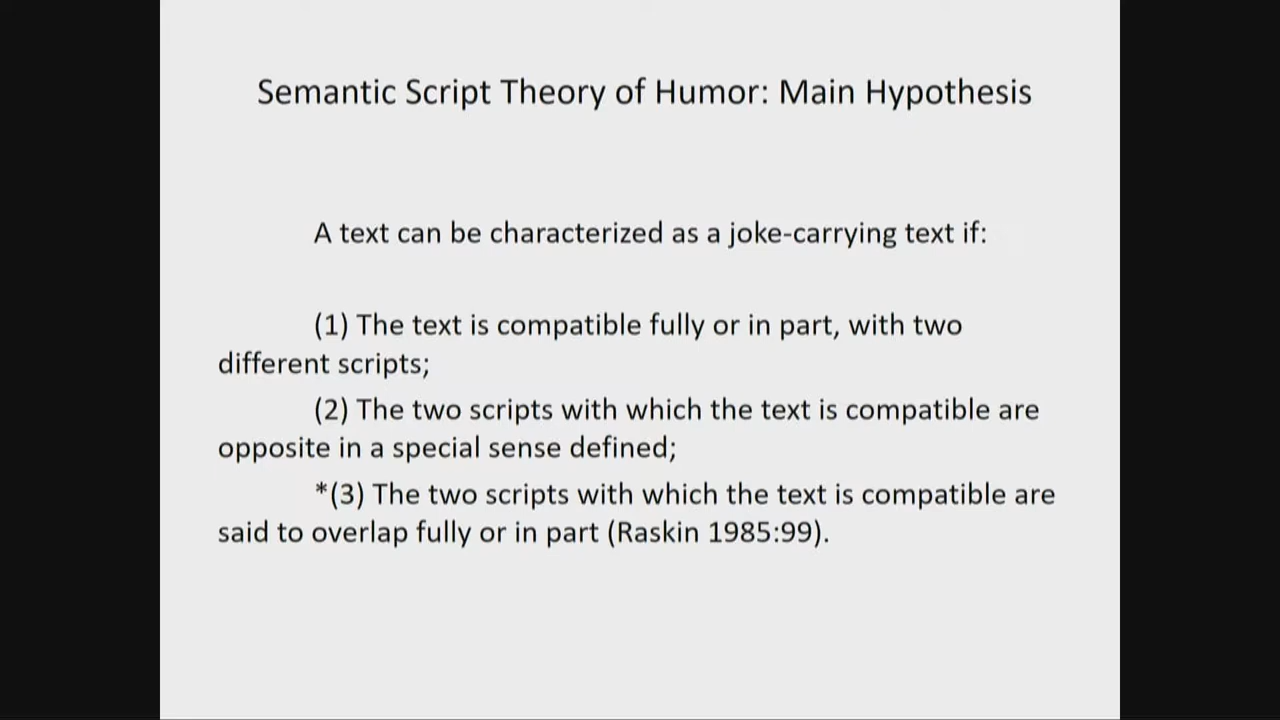 Semantic Script Theory of Humor: Main Hypothesis
A text can be characterized as a joke-carrying text if:
(1) The text is compatible fully or in part, with two
different scripts;
(2) The two scripts with which the text is compatible are
opposite in a special sense defined;
*(3) The two scripts with which the text is compatible are
said to overlap fully or in part (Raskin 1985:99).